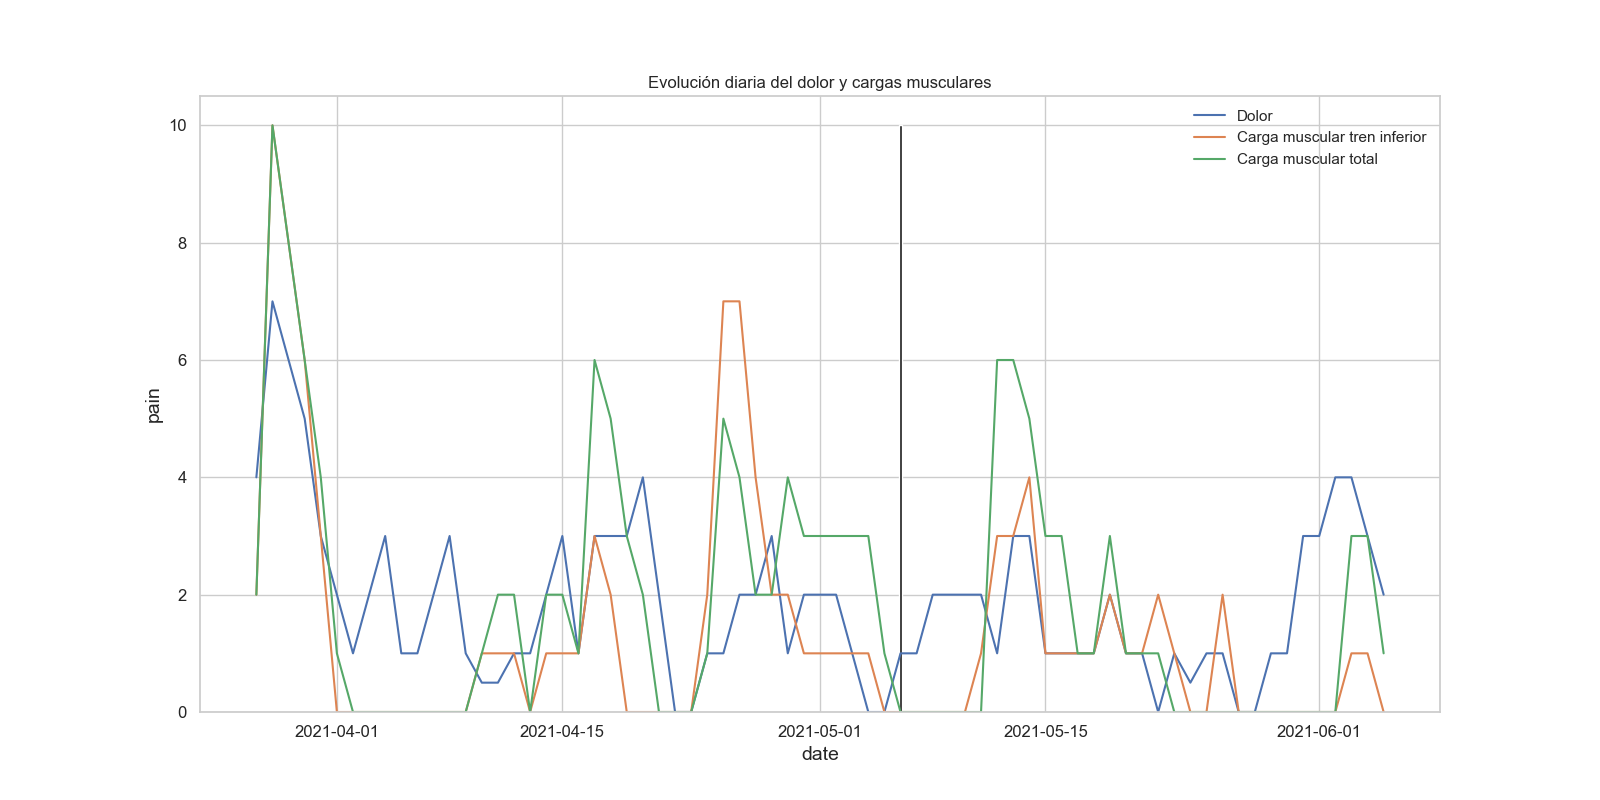 Evolución diaria del dolor y cargas musculares
Dolor
Carga muscular tren inferior
Carga muscular total
10
8
6
4
2
0
pain
2021-04-01
2021-04-15
2021-05-01
2021-05-15
2021-06-01
date